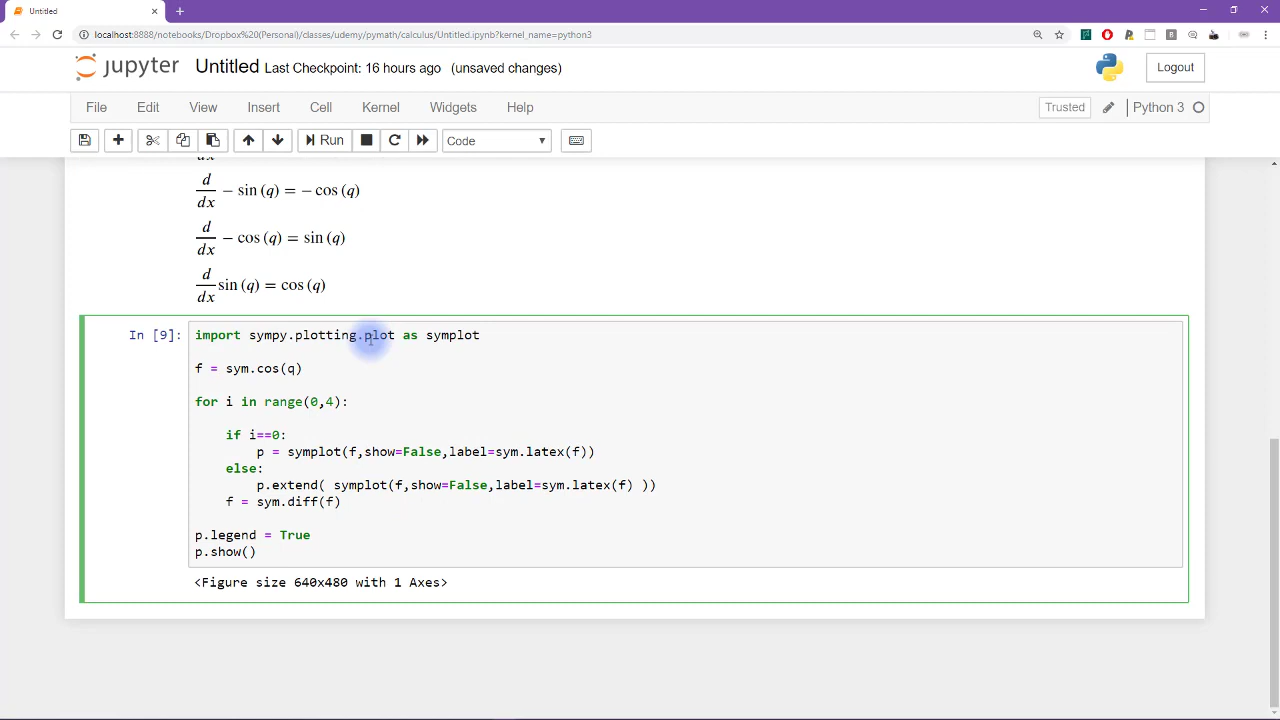 Untitled
localhost:8888/notebooks/Dropbox%20(Personal)/classes/udemy/pymath/calculus/Untitled.ipynb?kernel_name=python3
jupyter Untitled Last Checkpoint: 16 hours ago (unsaved changes) Logout
File Edit View Insert Cell Kernel Widgets Help Trusted Python 3
Run Code
dx
d/dx − sin (q) = − cos (q)
d/dx − cos (q) = sin (q)
d/dx sin (q) = cos (q)
In [9]: import sympy.plotting.plot as symplot
f = sym.cos(q)
for i in range(0,4):
if i==0:
p = symplot(f,show=False,label=sym.latex(f))
else:
p.extend( symplot(f,show=False,label=sym.latex(f) ))
f = sym.diff(f)
p.legend = True
p.show()
<Figure size 640x480 with 1 Axes>